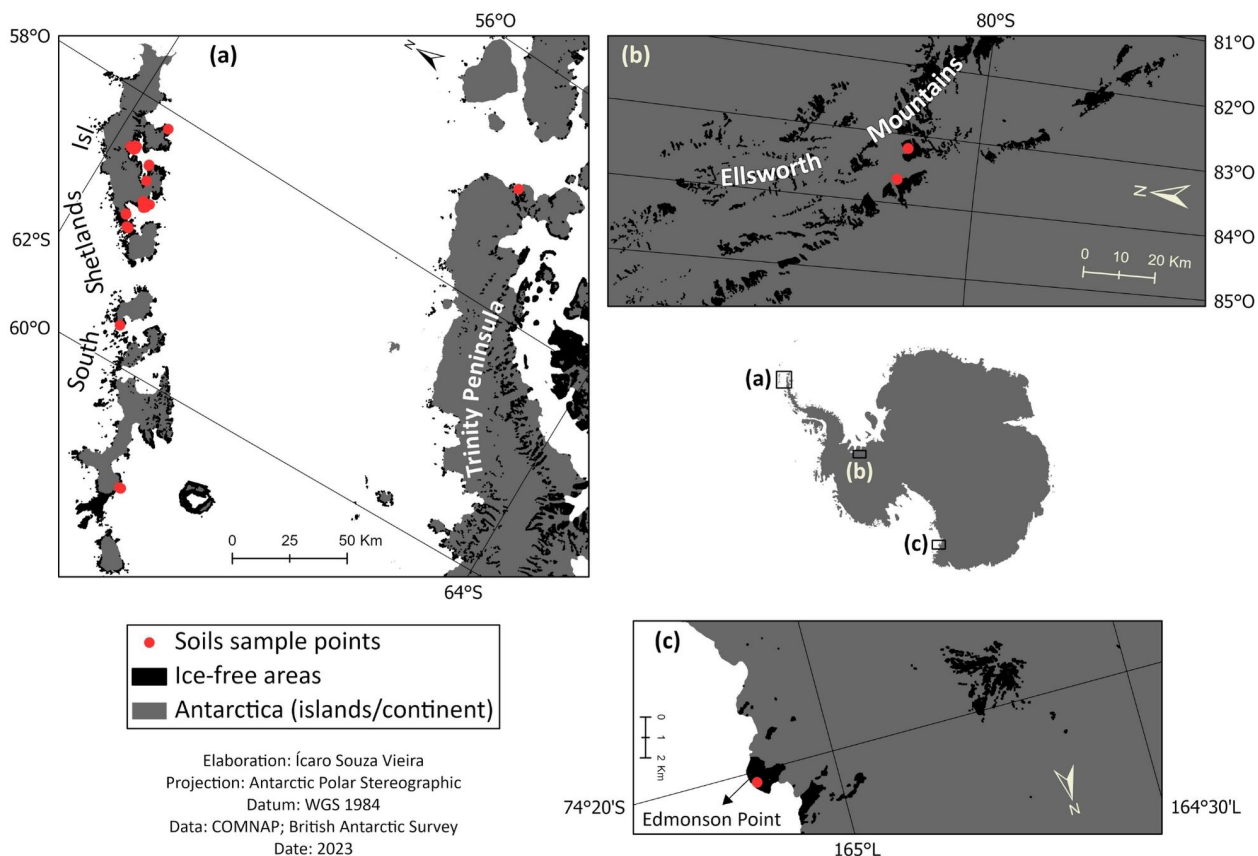 58°O
56°O
(a)
N
South Shetlands Isl
62°S
60°O
Trinity Peninsula
0 25 50 Km
64°S
80°S
(b)
81°O
82°O
83°O
84°O
85°O
Ellsworth Mountains
N
0 10 20 Km
(a)
(b)
(c)
Soils sample points
Ice-free areas
Antarctica (islands/continent)
Elaboration: Ícaro Souza Vieira
Projection: Antarctic Polar Stereographic
Datum: WGS 1984
Data: COMNAP; British Antarctic Survey
Date: 2023
(c)
0 1 2 Km
74°20'S
Edmonson Point
165°L
N
164°30'L